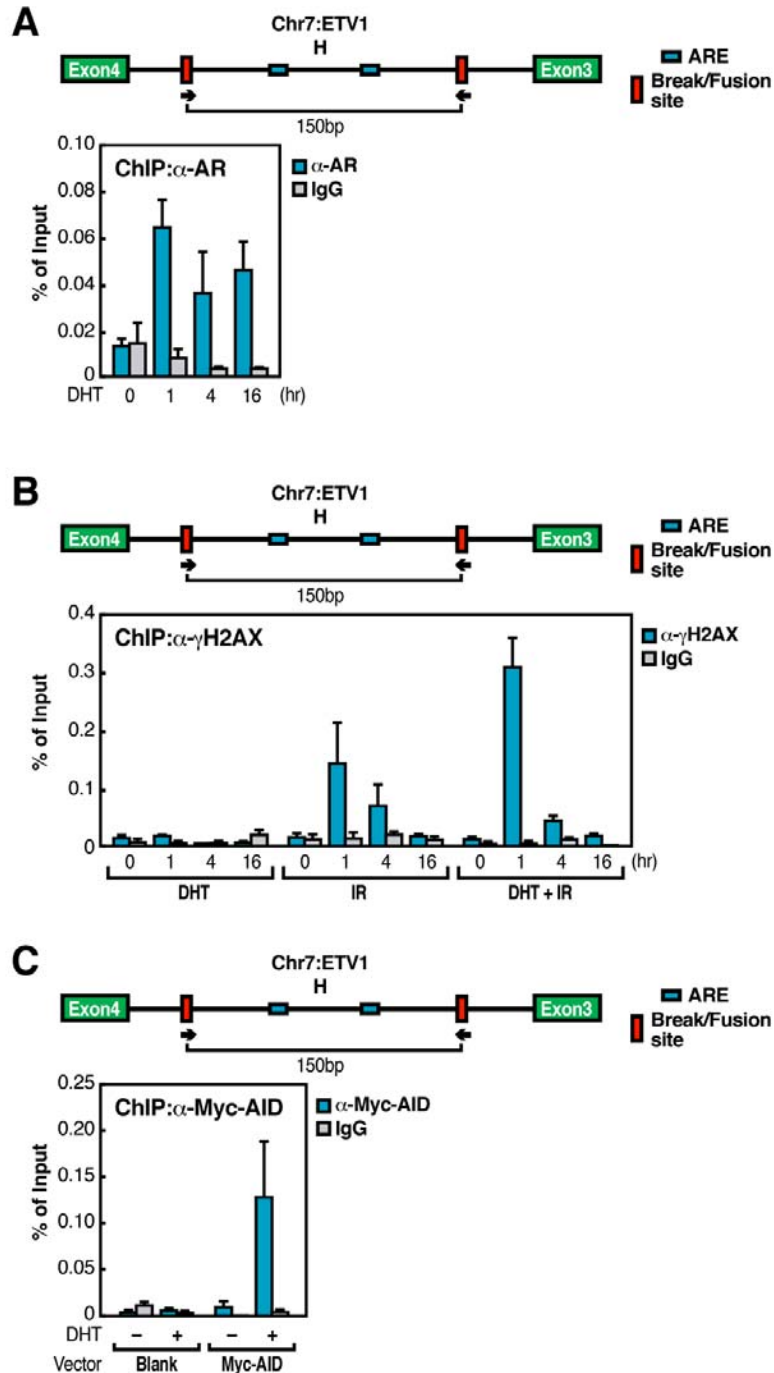 A
Chr7:ETV1
H
Exon4
Exon3
ARE
Break/Fusion
site
150bp
ChIP:α-AR
α-AR
IgG
% of Input
0.10
0.08
0.06
0.04
0.02
0
DHT 0 1 4 16 (hr)
B
Chr7:ETV1
H
Exon4
Exon3
ARE
Break/Fusion
site
150bp
ChIP:α-γH2AX
α-γH2AX
IgG
% of Input
0.4
0.3
0.2
0.1
0
0 1 4 16 0 1 4 16 0 1 4 16 (hr)
DHT IR DHT + IR
C
Chr7:ETV1
H
Exon4
Exon3
ARE
Break/Fusion
site
150bp
ChIP:α-Myc-AID
α-Myc-AID
IgG
% of Input
0.25
0.20
0.15
0.10
0.05
0
DHT − + − +
Vector Blank Myc-AID